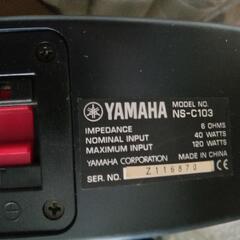 YAMAHA MODEL NO. NS-C103
IMPEDANCE 6 OHMS
NOMINAL INPUT 40 WATTS
MAXIMUM INPUT 120 WATTS
YAMAHA CORPORATION MADE IN CHINA
SER. NO. Z116870